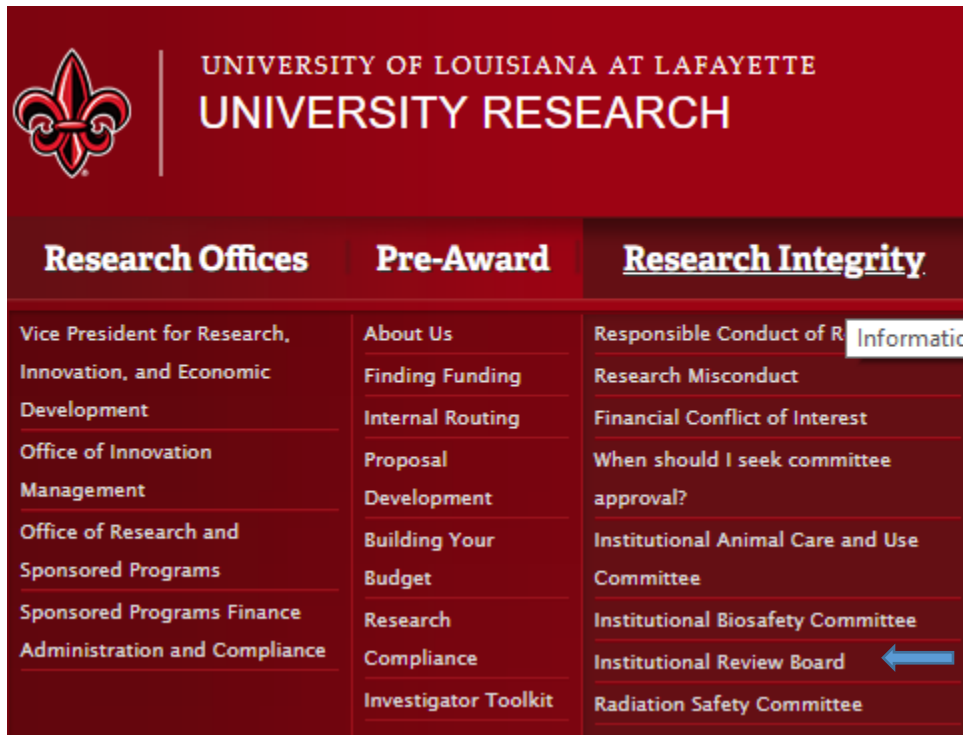 UNIVERSITY OF LOUISIANA AT LAFAYETTE
UNIVERSITY RESEARCH
Research Offices
Pre-Award
Research Integrity
Vice President for Research,
Innovation, and Economic
Development
Office of Innovation
Management
Office of Research and
Sponsored Programs
Sponsored Programs Finance
Administration and Compliance
About Us
Finding Funding
Internal Routing
Proposal
Development
Building Your
Budget
Research
Compliance
Investigator Toolkit
Responsible Conduct of R
Informatic
Research Misconduct
Financial Conflict of Interest
When should I seek committee
approval?
Institutional Animal Care and Use
Committee
Institutional Biosafety Committee
Institutional Review Board
Radiation Safety Committee